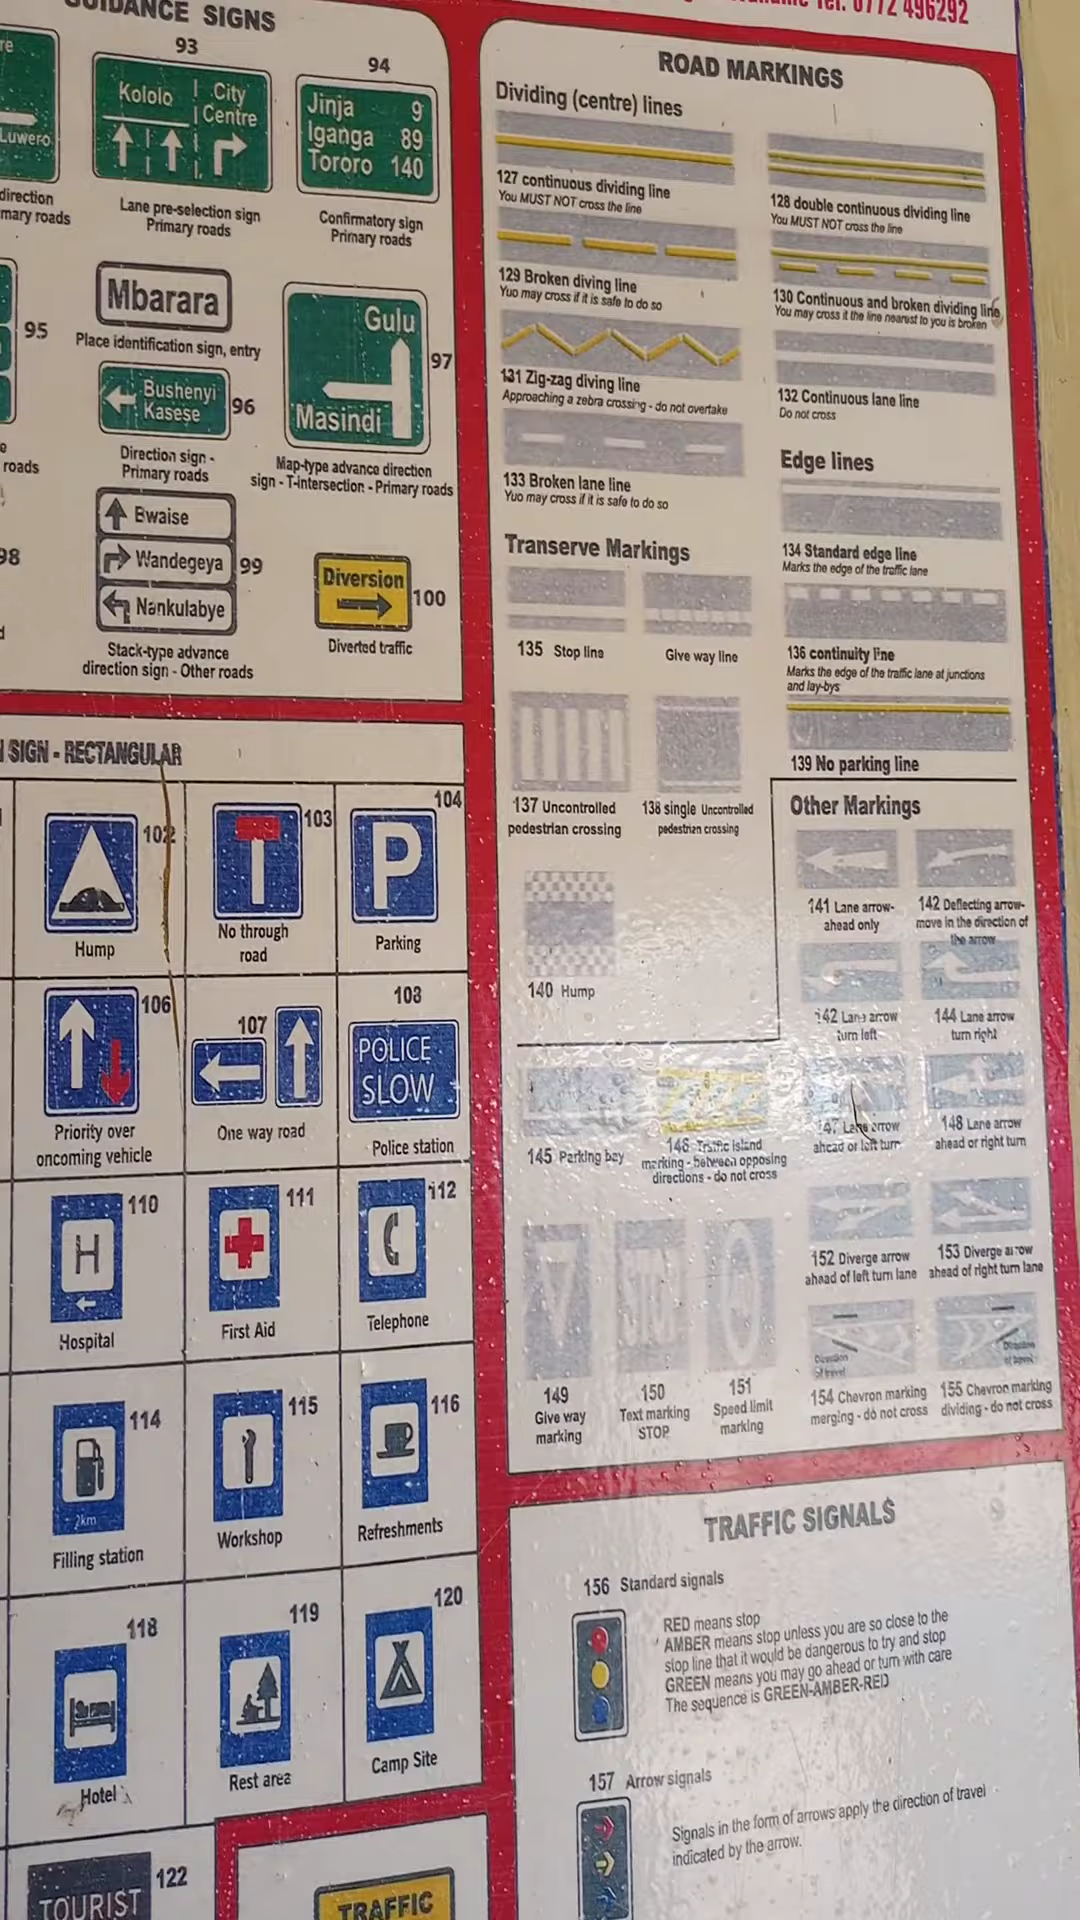 Tel: 0772 496292
GUIDANCE SIGNS
93
Kololo
City
Centre
Lane pre-selection sign
Primary roads
94
Jinja 9
Iganga 89
Tororo 140
Confirmatory sign
Primary roads
Luwero
direction
mary roads
95
Mbarara
Place identification sign, entry
Bushenyi
Kasese
96
Direction sign -
Primary roads
Gulu
Masindi
97
Map-type advance direction
sign - T-intersection - Primary roads
roads
98
Bwaise
Wandegeya
Nankulabye
99
Stack-type advance
direction sign - Other roads
Diversion
100
Diverted traffic
SIGN - RECTANGULAR
102
Hump
103
No through
road
104
P
Parking
106
Priority over
oncoming vehicle
107
One way road
108
POLICE
SLOW
Police station
110
H
Hospital
111
First Aid
112
Telephone
114
2km
Filling station
115
Workshop
116
Refreshments
118
Hotel
119
Rest area
120
Camp Site
TOURIST
122
TRAFFIC
ROAD MARKINGS
Dividing (centre) lines
127 continuous dividing line
You MUST NOT cross the line
128 double continuous dividing line
You MUST NOT cross the line
129 Broken diving line
Yuo may cross if it is safe to do so
130 Continuous and broken dividing line
You may cross it the line nearest to you is broken
131 Zig-zag diving line
Approaching a zebra crossing - do not overtake
132 Continuous lane line
Do not cross
133 Broken lane line
Yuo may cross if it is safe to do so
Edge lines
134 Standard edge line
Marks the edge of the traffic lane
136 continuity line
Marks the edge of the traffic lane at junctions
and lay-bys
139 No parking line
Transerve Markings
135 Stop line
Give way line
137 Uncontrolled
pedestrian crossing
138 single Uncontrolled
pedestrian crossing
140 Hump
Other Markings
141 Lane arrow-
ahead only
142 Deflecting arrow-
move in the direction of
the arrow
142 Lane arrow
turn left
144 Lane arrow
turn right
145 Parking bay
146 Traffic island
marking - between opposing
directions - do not cross
147 Lane arrow
ahead or left turn
148 Lane arrow
ahead or right turn
149
Give way
marking
150
Text marking
STOP
151
Speed limit
marking
152 Diverge arrow
ahead of left turn lane
153 Diverge arrow
ahead of right turn lane
Direction
of travel
154 Chevron marking
merging - do not cross
Direction
of travel
155 Chevron marking
dividing - do not cross
TRAFFIC SIGNALS
156 Standard signals
RED means stop
AMBER means stop unless you are so close to the
stop line that it would be dangerous to try and stop
GREEN means you may go ahead or turn with care
The sequence is GREEN-AMBER-RED
157 Arrow signals
Signals in the form of arrows apply the direction of travel
indicated by the arrow.